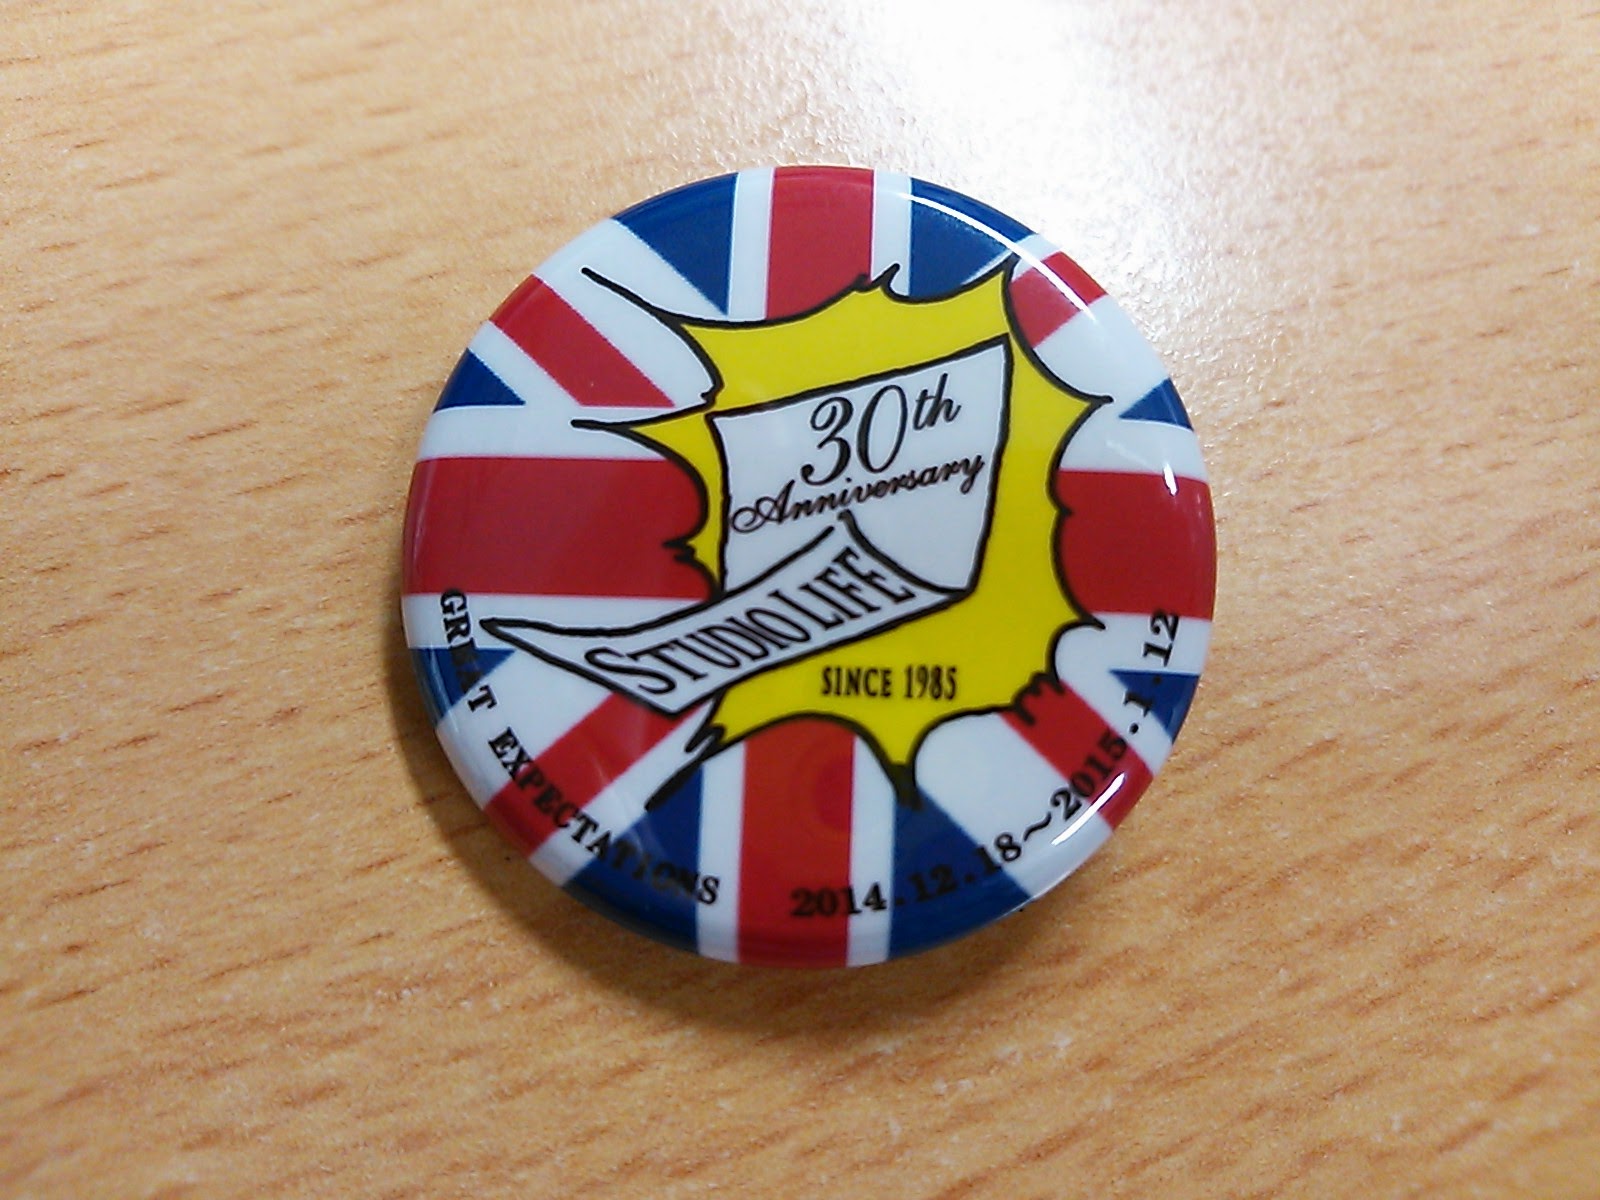 30th
Anniversary
STUDIO LIFE
SINCE 1985
GREAT EXPECTATIONS
2014.12.18~2015.1.12